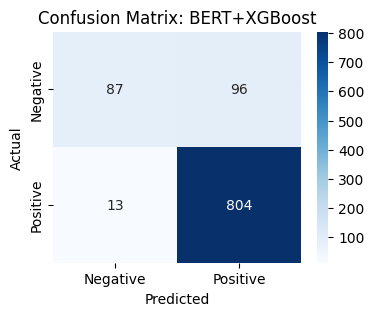 Confusion Matrix: BERT+XGBoost
Actual
Negative
87
96
Positive
13
804
Negative
Positive
Predicted
800
700
600
500
400
300
200
100